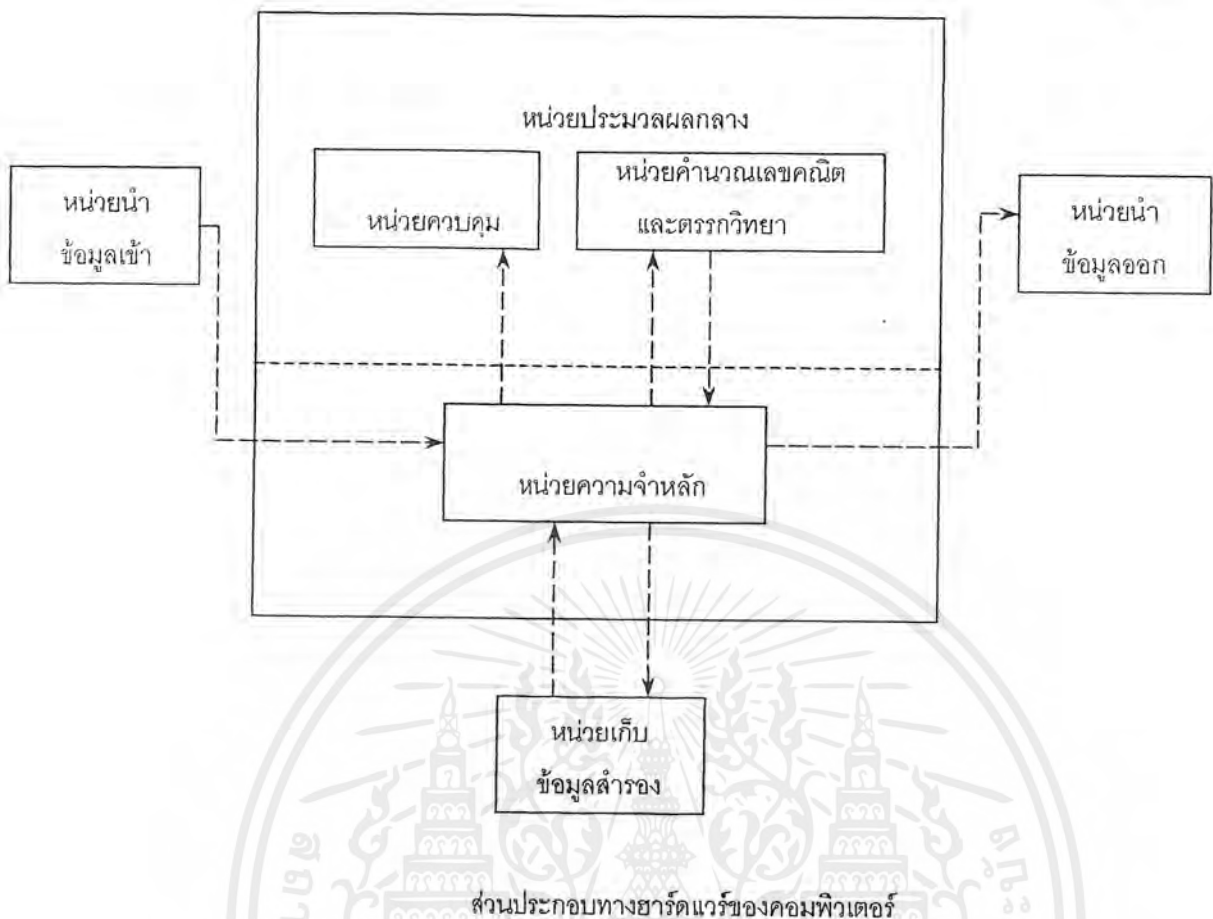 หน่วยประมวลผลกลาง
หน่วยนำ
ข้อมูลเข้า
หน่วยควบคุม
หน่วยคำนวณเลขคณิต
และตรรกวิทยา
หน่วยนำ
ข้อมูลออก
หน่วยความจำหลัก
หน่วยเก็บ
ข้อมูลสำรอง
ส่วนประกอบทางฮาร์ดแวร์ของคอมพิวเตอร์